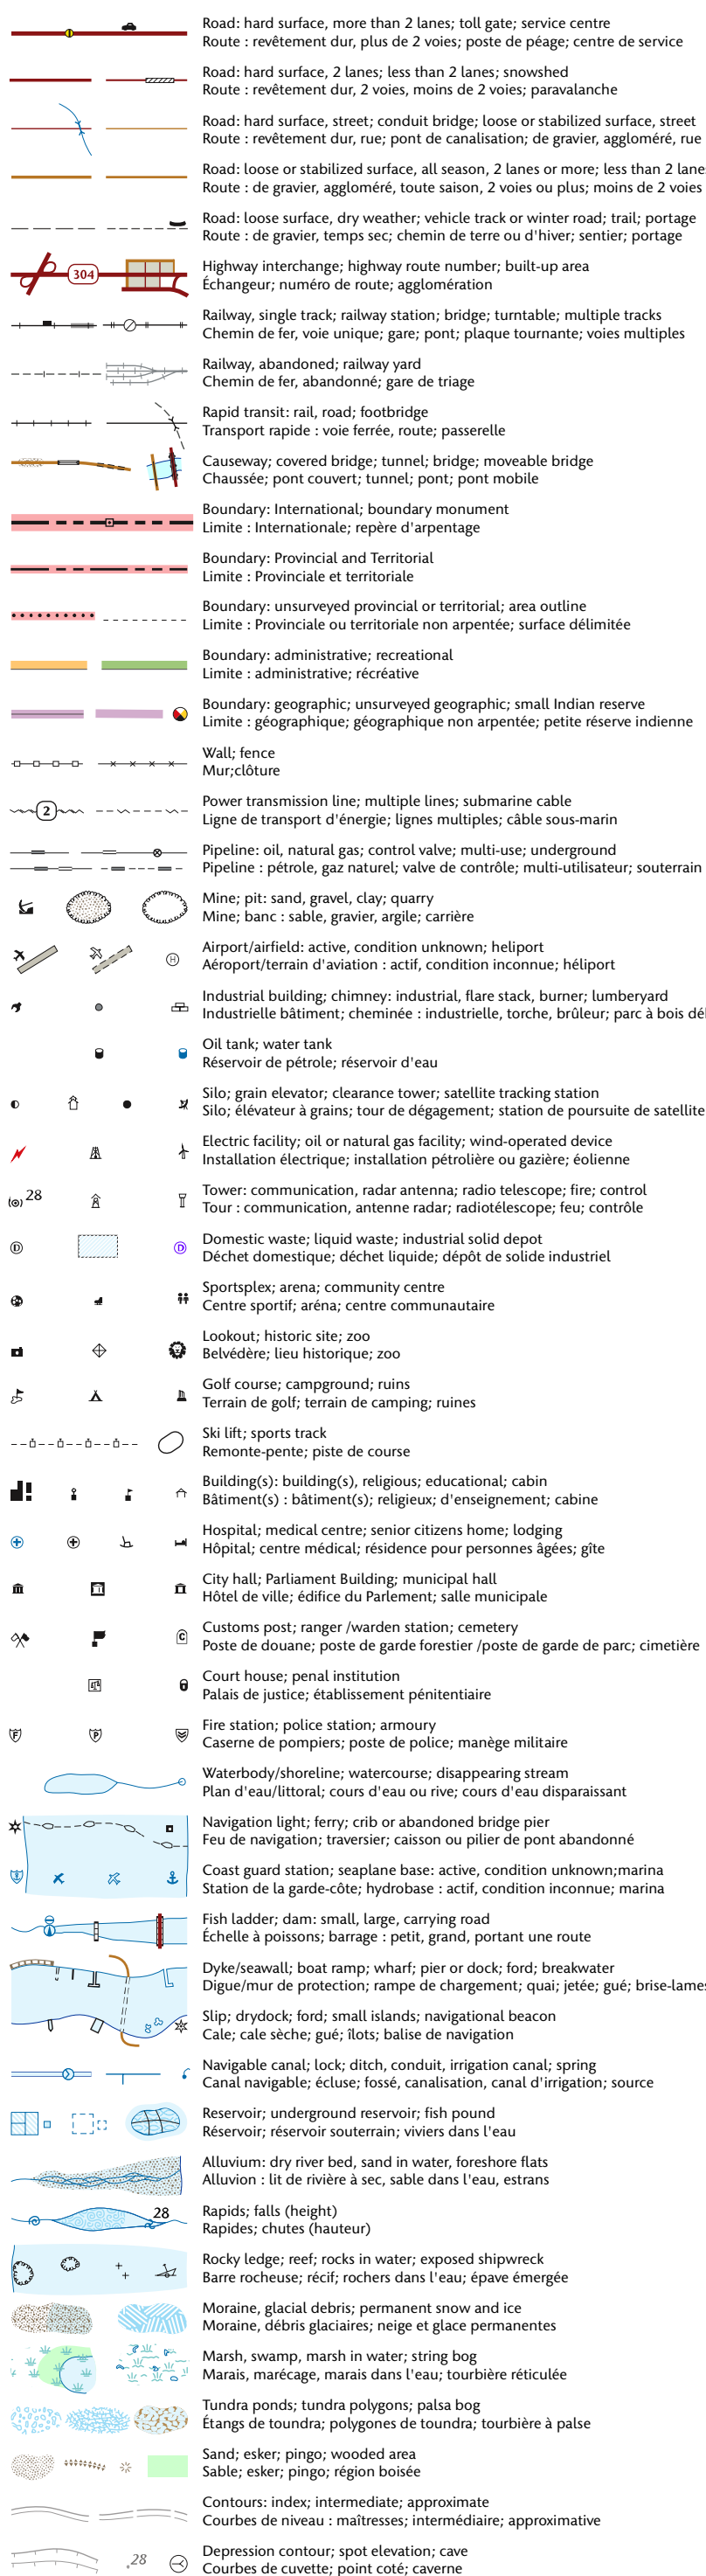 Road: hard surface, more than 2 lanes; toll gate; service centre
Route : revêtement dur, plus de 2 voies; poste de péage; centre de service
Road: hard surface, 2 lanes; less than 2 lanes; snowshed
Route : revêtement dur, 2 voies, moins de 2 voies; paravalanche
Road: hard surface, street; conduit bridge; loose or stabilized surface, street
Route : revêtement dur, rue; pont de canalisation; de gravier, aggloméré, rue
Road: loose or stabilized surface, all season, 2 lanes or more; less than 2 lane
Route : de gravier, aggloméré, toute saison, 2 voies ou plus; moins de 2 voies
Road: loose surface, dry weather; vehicle track or winter road; trail; portage
Route : de gravier, temps sec; chemin de terre ou d'hiver; sentier; portage
304
Highway interchange; highway route number; built-up area
Échangeur; numéro de route; agglomération
Railway, single track; railway station; bridge; turntable; multiple tracks
Chemin de fer, voie unique; gare; pont; plaque tournante; voies multiples
Railway, abandoned; railway yard
Chemin de fer, abandonné; gare de triage
Rapid transit: rail, road; footbridge
Transport rapide : voie ferrée, route; passerelle
Causeway; covered bridge; tunnel; bridge; moveable bridge
Chaussée; pont couvert; tunnel; pont; pont mobile
Boundary: International; boundary monument
Limite : Internationale; repère d'arpentage
Boundary: Provincial and Territorial
Limite : Provinciale et territoriale
Boundary: unsurveyed provincial or territorial; area outline
Limite : Provinciale ou territoriale non arpentée; surface délimitée
Boundary: administrative; recreational
Limite : administrative; récréative
Boundary: geographic; unsurveyed geographic; small Indian reserve
Limite : géographique; géographique non arpentée; petite réserve indienne
Wall; fence
Mur;clôture
2
Power transmission line; multiple lines; submarine cable
Ligne de transport d'énergie; lignes multiples; câble sous-marin
Pipeline: oil, natural gas; control valve; multi-use; underground
Pipeline : pétrole, gaz naturel; valve de contrôle; multi-utilisateur; souterrain
Mine; pit: sand, gravel, clay; quarry
Mine; banc : sable, gravier, argile; carrière
H
Airport/airfield: active, condition unknown; heliport
Aéroport/terrain d'aviation : actif, condition inconnue; héliport
Industrial building; chimney: industrial, flare stack, burner; lumberyard
Industrielle bâtiment; cheminée : industrielle, torche, brûleur; parc à bois dé
Oil tank; water tank
Réservoir de pétrole; réservoir d'eau
Silo; grain elevator; clearance tower; satellite tracking station
Silo; élévateur à grains; tour de dégagement; station de poursuite de satellite
Electric facility; oil or natural gas facility; wind-operated device
Installation électrique; installation pétrolière ou gazière; éolienne
28
Tower: communication, radar antenna; radio telescope; fire; control
Tour : communication, antenne radar; radiotélescope; feu; contrôle
D D
Domestic waste; liquid waste; industrial solid depot
Déchet domestique; déchet liquide; dépôt de solide industriel
Sportsplex; arena; community centre
Centre sportif; aréna; centre communautaire
Lookout; historic site; zoo
Belvédère; lieu historique; zoo
Golf course; campground; ruins
Terrain de golf; terrain de camping; ruines
Ski lift; sports track
Remonte-pente; piste de course
Building(s): building(s), religious; educational; cabin
Bâtiment(s) : bâtiment(s); religieux; d'enseignement; cabine
Hospital; medical centre; senior citizens home; lodging
Hôpital; centre médical; résidence pour personnes âgées; gîte
City hall; Parliament Building; municipal hall
Hôtel de ville; édifice du Parlement; salle municipale
C
Customs post; ranger /warden station; cemetery
Poste de douane; poste de garde forestier /poste de garde de parc; cimetière
Court house; penal institution
Palais de justice; établissement pénitentiaire
F P
Fire station; police station; armoury
Caserne de pompiers; poste de police; manège militaire
Waterbody/shoreline; watercourse; disappearing stream
Plan d'eau/littoral; cours d'eau ou rive; cours d'eau disparaissant
Navigation light; ferry; crib or abandoned bridge pier
Feu de navigation; traversier; caisson ou pilier de pont abandonné
Coast guard station; seaplane base: active, condition unknown;marina
Station de la garde-côte; hydrobase : actif, condition inconnue; marina
Fish ladder; dam: small, large, carrying road
Échelle à poissons; barrage : petit, grand, portant une route
Dyke/seawall; boat ramp; wharf; pier or dock; ford; breakwater
Digue/mur de protection; rampe de chargement; quai; jetée; gué; brise-lames
Slip; drydock; ford; small islands; navigational beacon
Cale; cale sèche; gué; îlots; balise de navigation
Navigable canal; lock; ditch, conduit, irrigation canal; spring
Canal navigable; écluse; fossé, canalisation, canal d'irrigation; source
Reservoir; underground reservoir; fish pound
Réservoir; réservoir souterrain; viviers dans l'eau
Alluvium: dry river bed, sand in water, foreshore flats
Alluvion : lit de rivière à sec, sable dans l'eau, estrans
28
Rapids; falls (height)
Rapides; chutes (hauteur)
Rocky ledge; reef; rocks in water; exposed shipwreck
Barre rocheuse; récif; rochers dans l'eau; épave émergée
Moraine, glacial debris; permanent snow and ice
Moraine, débris glaciaires; neige et glace permanentes
Marsh, swamp, marsh in water; string bog
Marais, marécage, marais dans l'eau; tourbière réticulée
Tundra ponds; tundra polygons; palsa bog
Étangs de toundra; polygones de toundra; tourbière à palse
Sand; esker; pingo; wooded area
Sable; esker; pingo; région boisée
Contours: index; intermediate; approximate
Courbes de niveau : maîtresses; intermédiaire; approximative
.28
Depression contour; spot elevation; cave
Courbes de cuvette; point coté; caverne